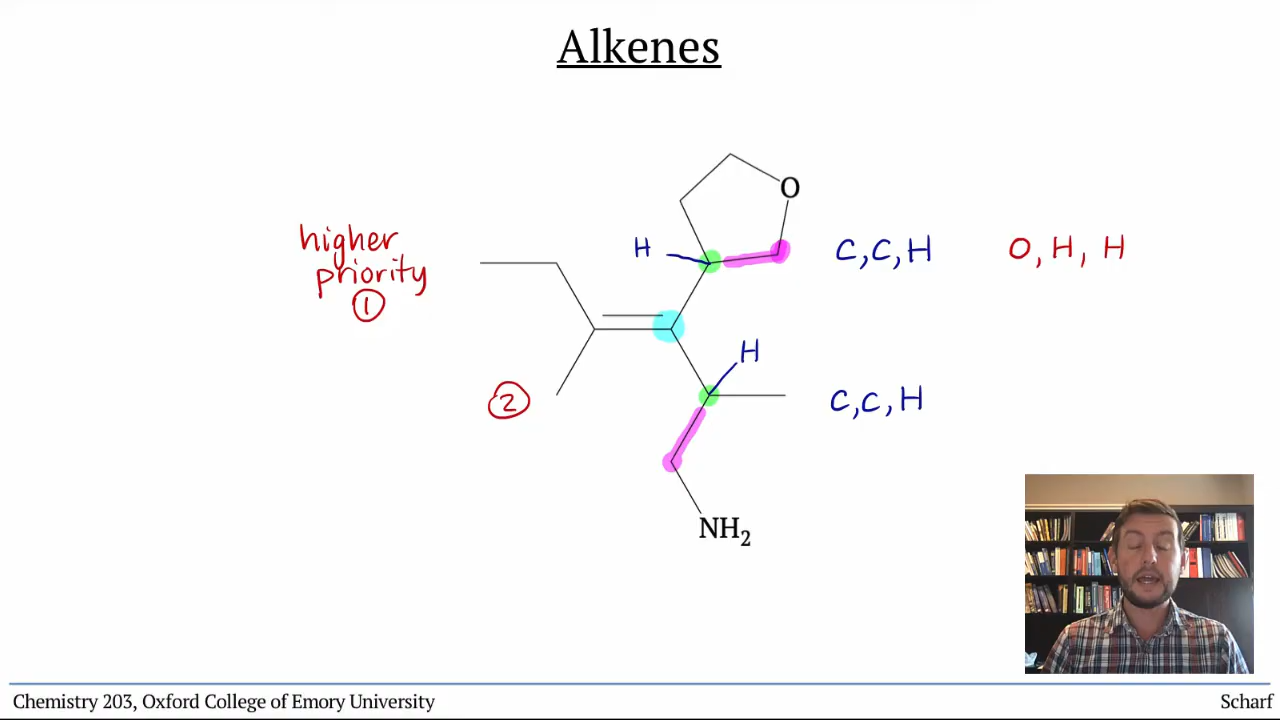 Alkenes
O
higher
priority
1
H
C,C,H
O,H,H
H
2
C,C,H
NH₂
Chemistry 203, Oxford College of Emory University
Scharf